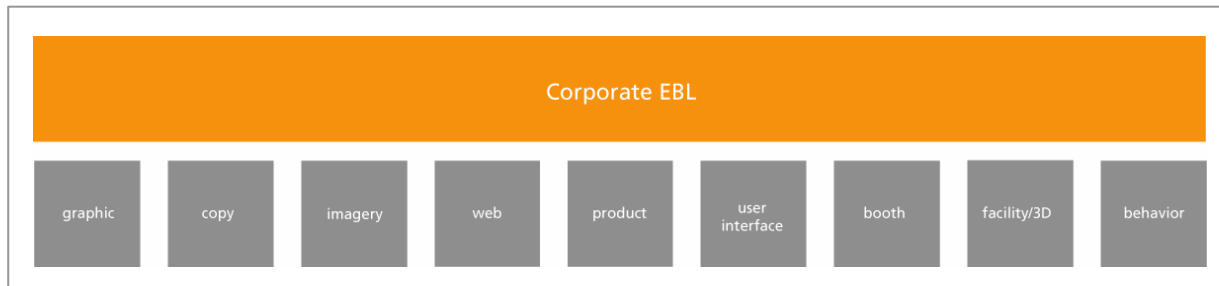 Corporate EBL
graphic
copy
imagery
web
product
user
interface
booth
facility/3D
behavior